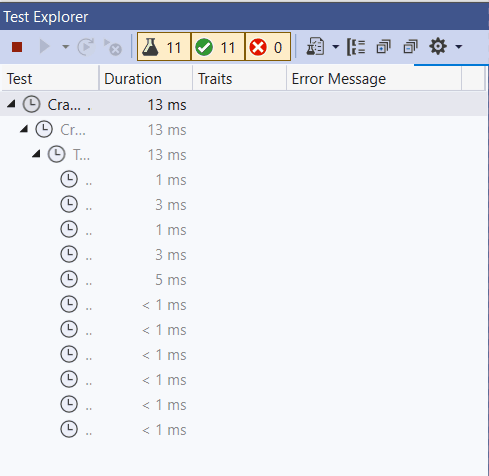 Test Explorer
11 11 0
Test Duration Traits Error Message
Cra... . 13 ms
Cr... 13 ms
T... 13 ms
.. 1 ms
.. 3 ms
.. 1 ms
.. 3 ms
.. 5 ms
.. < 1 ms
.. < 1 ms
.. < 1 ms
.. < 1 ms
.. < 1 ms
.. < 1 ms